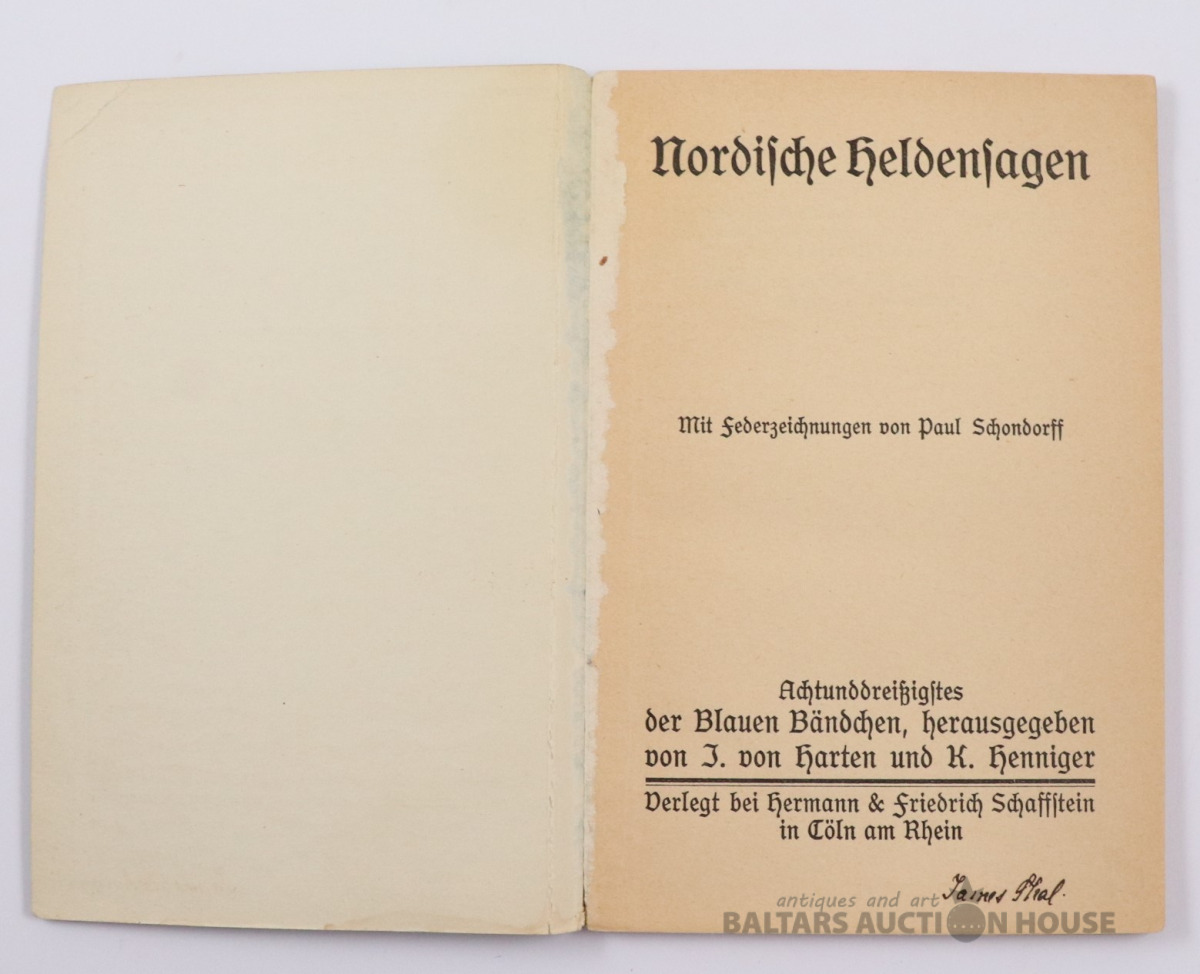 Nordische Heldensagen
Mit Federzeichnungen von Paul Schondorff
Achtunddreißigstes
der Blauen Bändchen, herausgegeben
von J. von Harten und K. Henniger
Verlegt bei Hermann & Friedrich Schaffstein
in Cöln am Rhein
James
antiques and art
BALTARS AUCTION HOUSE